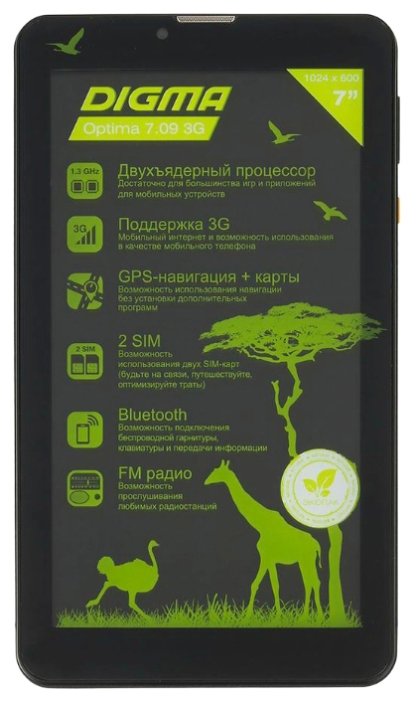 1024 x 600
7"
DIGMA
Optima 7.09 3G
1.3 GHz
Двухъядерный процессор
Достаточно для большинства игр и приложений
для мобильных устройств
3G
Поддержка 3G
Мобильный интернет и возможность использования
в качестве мобильного телефона
GPS-навигация + карты
Возможность использования навигации
без установки дополнительных
программ
2 SIM
2 SIM
Возможность
использования двух SIM-карт
(будьте на связи, путешествуйте,
оптимизируйте траты)
Bluetooth
Возможность подключения
беспроводной гарнитуры,
клавиатуры и передачи информации
FM радио
Возможность
прослушивания
любимых радиостанций